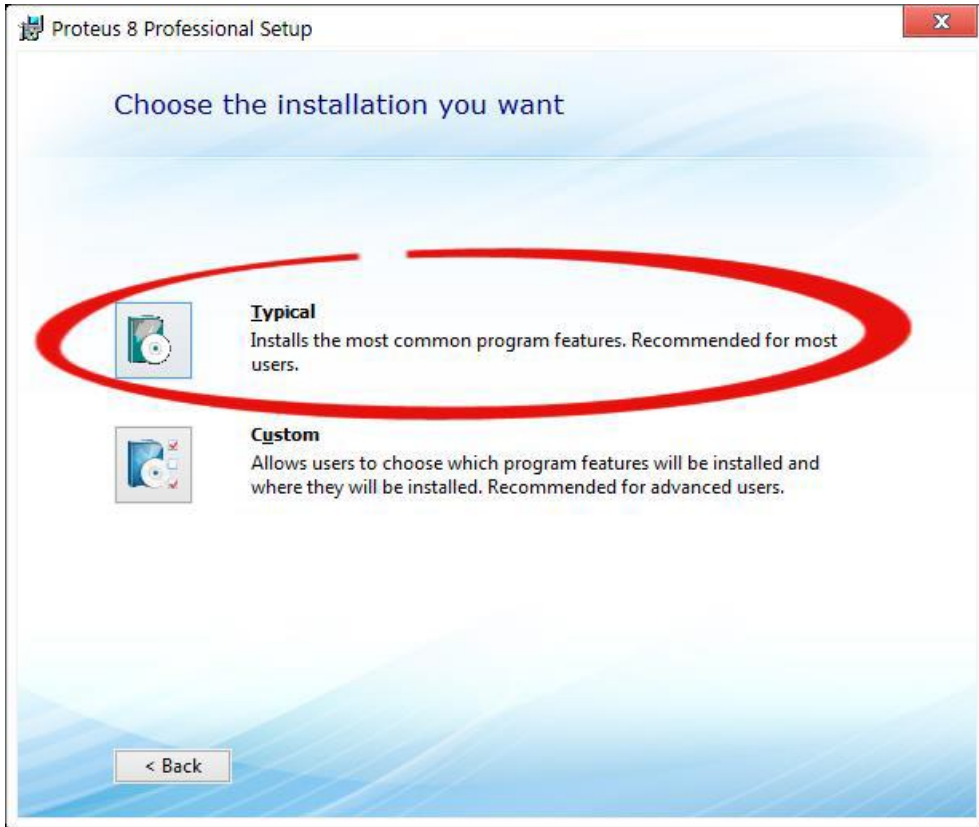 Proteus 8 Professional Setup
X
Choose the installation you want
Typical
Installs the most common program features. Recommended for most
users.
Custom
Allows users to choose which program features will be installed and
where they will be installed. Recommended for advanced users.
< Back